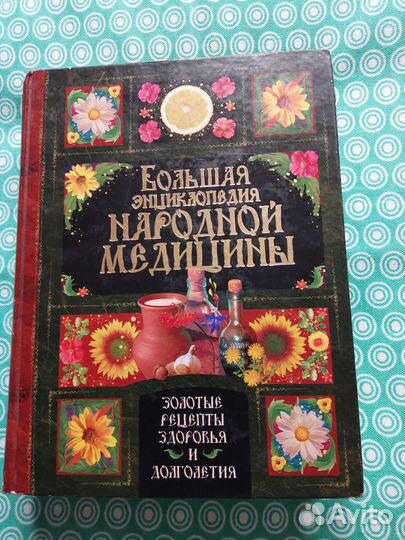 БОЛЬШАЯ
ЭНЦИКЛОПЕДИЯ
НАРОДНОЙ
МЕДИЦИНЫ
ЗОЛОТЫЕ
РЕЦЕПТЫ
ЗДОРОВЬЯ
И
ДОЛГОЛЕТИЯ
Avito